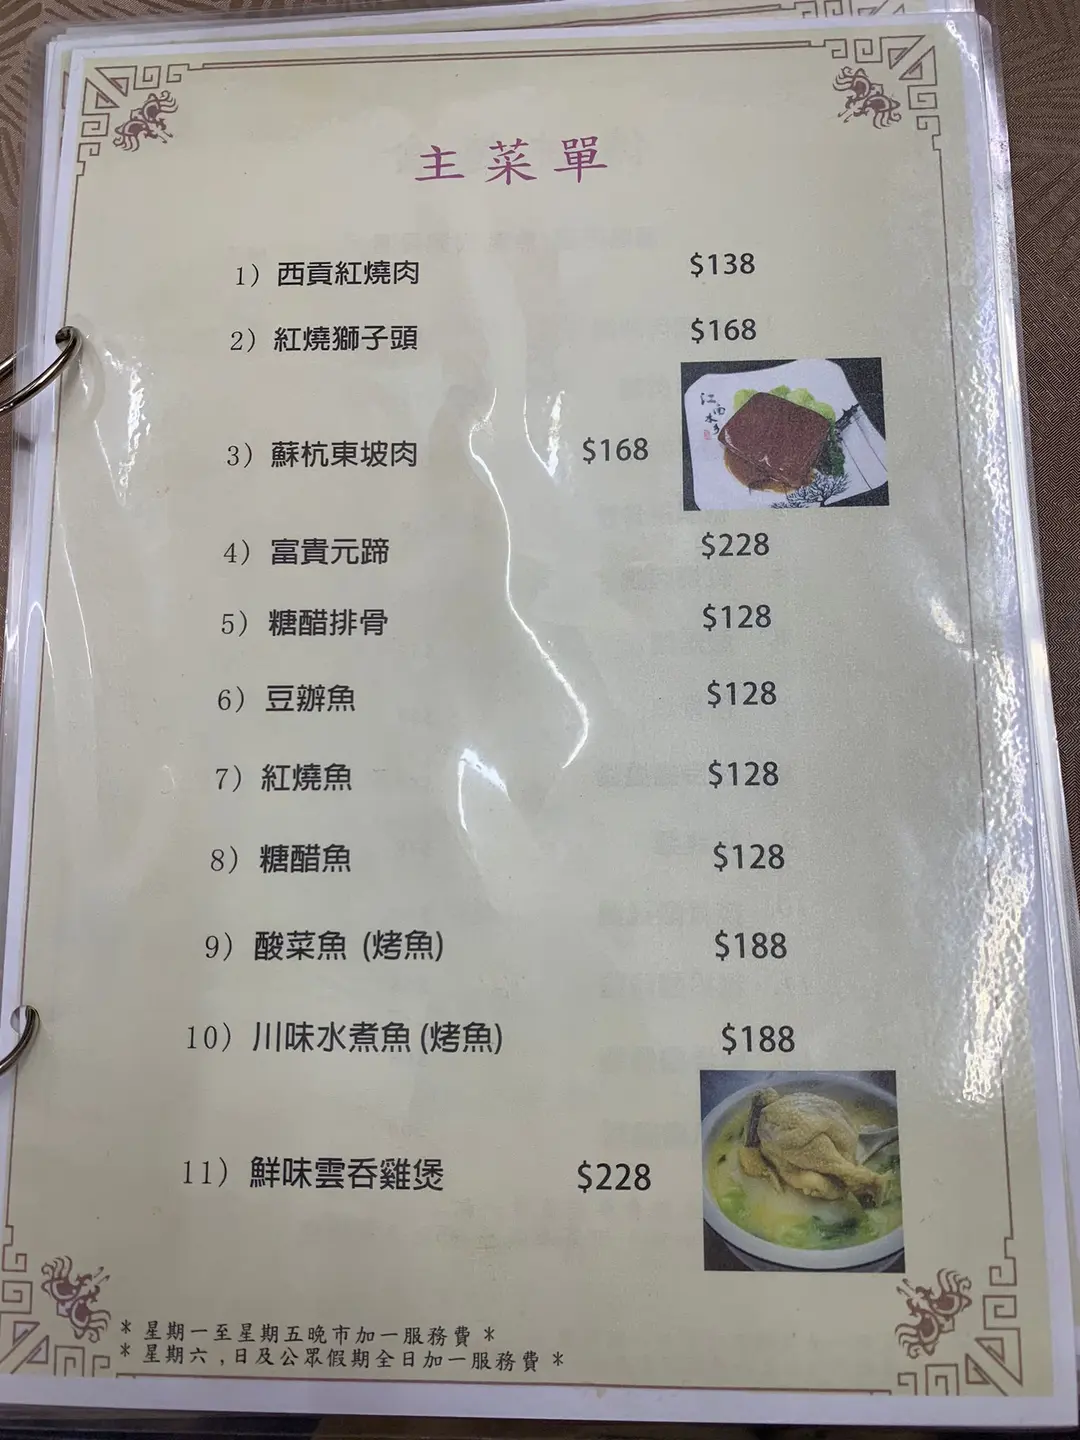 主菜單
1) 西貢紅燒肉 $138
2) 紅燒獅子頭 $168
3) 蘇杭東坡肉 $168
江南水鄉
4) 富貴元蹄 $228
5) 糖醋排骨 $128
6) 豆辦魚 $128
7) 紅燒魚 $128
8) 糖醋魚 $128
9) 酸菜魚 (烤魚) $188
10) 川味水煮魚 (烤魚) $188
11) 鮮味雲吞雞煲 $228
* 星期一至星期五晚市加一服務費 *
* 星期六 , 日及公眾假期全日加一服務費 *